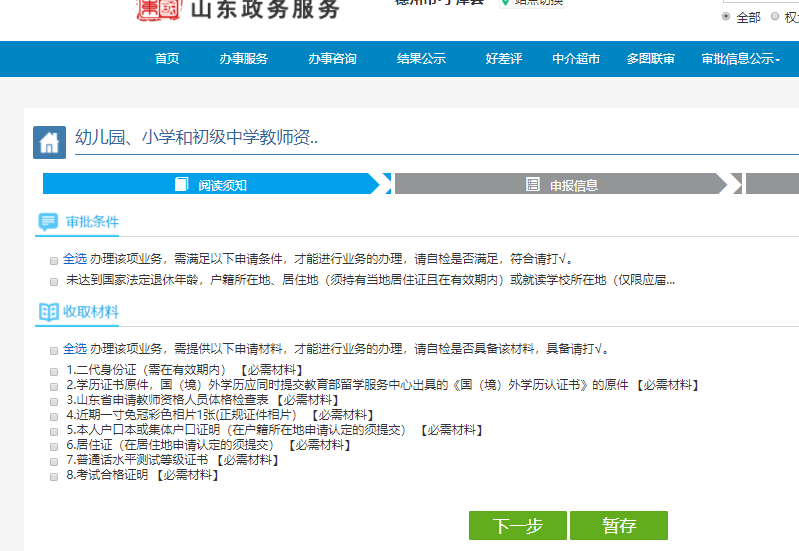 山东政务服务
站点切换
全部 权
首页 办事服务 办事咨询 结果公示 好差评 中介超市 多图联审 审批信息公示
幼儿园、小学和初级中学教师资..
阅读须知 申报信息
审批条件
全选 办理该项业务，需满足以下申请条件，才能进行业务的办理，请自检是否满足，符合请打√。
未达到国家法定退休年龄，户籍所在地、居住地（须持有当地居住证且在有效期内）或就读学校所在地（仅限应届...
收取材料
全选 办理该项业务，需提供以下申请材料，才能进行业务的办理，请自检是否具备该材料，具备请打√。
1.二代身份证（需在有效期内） 【必需材料】
2.学历证书原件，国（境）外学历应同时提交教育部留学服务中心出具的《国（境）外学历认证书》的原件 【必需材料】
3.山东省申请教师资格人员体格检查表 【必需材料】
4.近期一寸免冠彩色相片1张(正规证件相片） 【必需材料】
5.本人户口本或集体户口证明（在户籍所在地申请认定的须提交） 【必需材料】
6.居住证（在居住地申请认定的须提交） 【必需材料】
7.普通话水平测试等级证书 【必需材料】
8.考试合格证明 【必需材料】
下一步 暂存